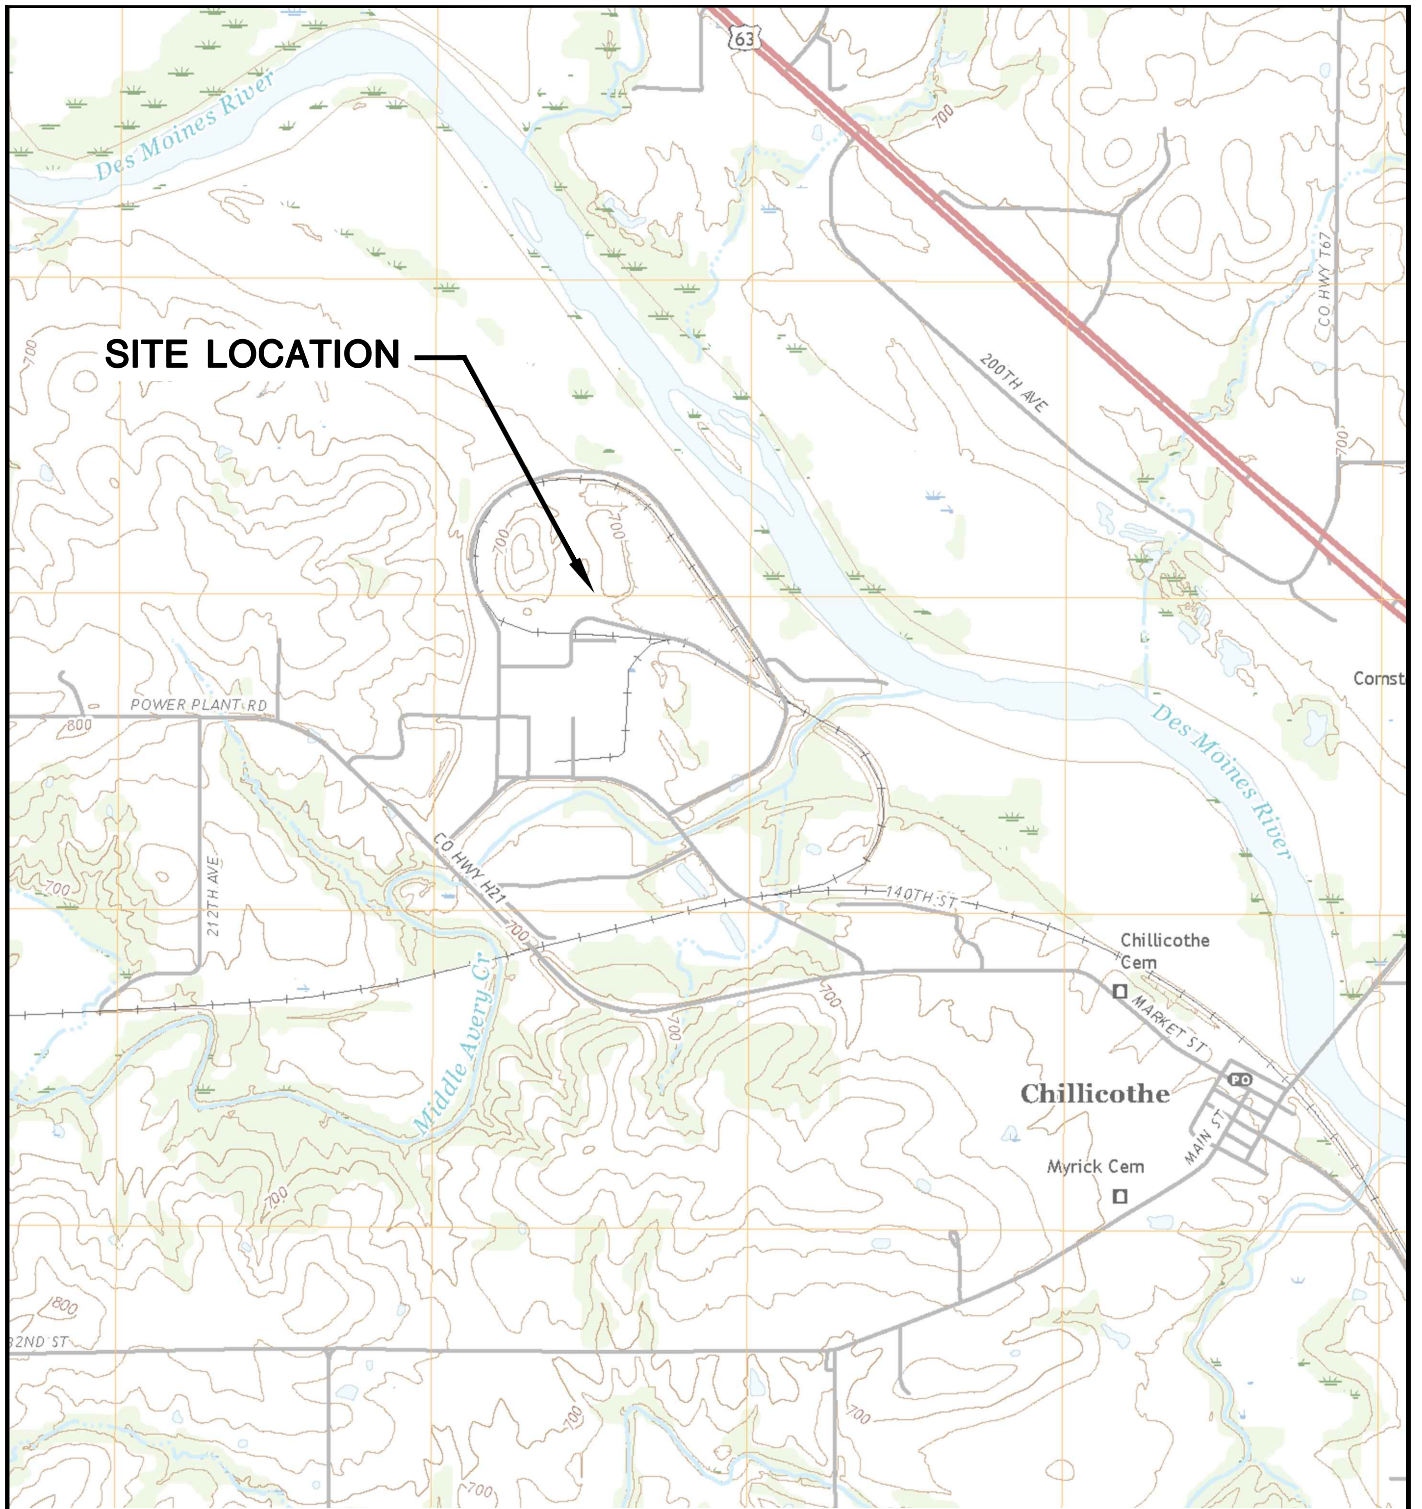 63
Des Moines River
700
CO HWY T67
700
SITE LOCATION
200TH AVE
700
700
700
Cornst
POWER PLANT RD
800
Des Moines River
CO HWY H21
212TH AVE
700
140TH ST
700
Chillicothe
Cem
Middle Avery Cr
700
MARKET ST
700
PO
Chillicothe
MAIN ST
Myrick Cem
700
800
32ND ST
700
700
700